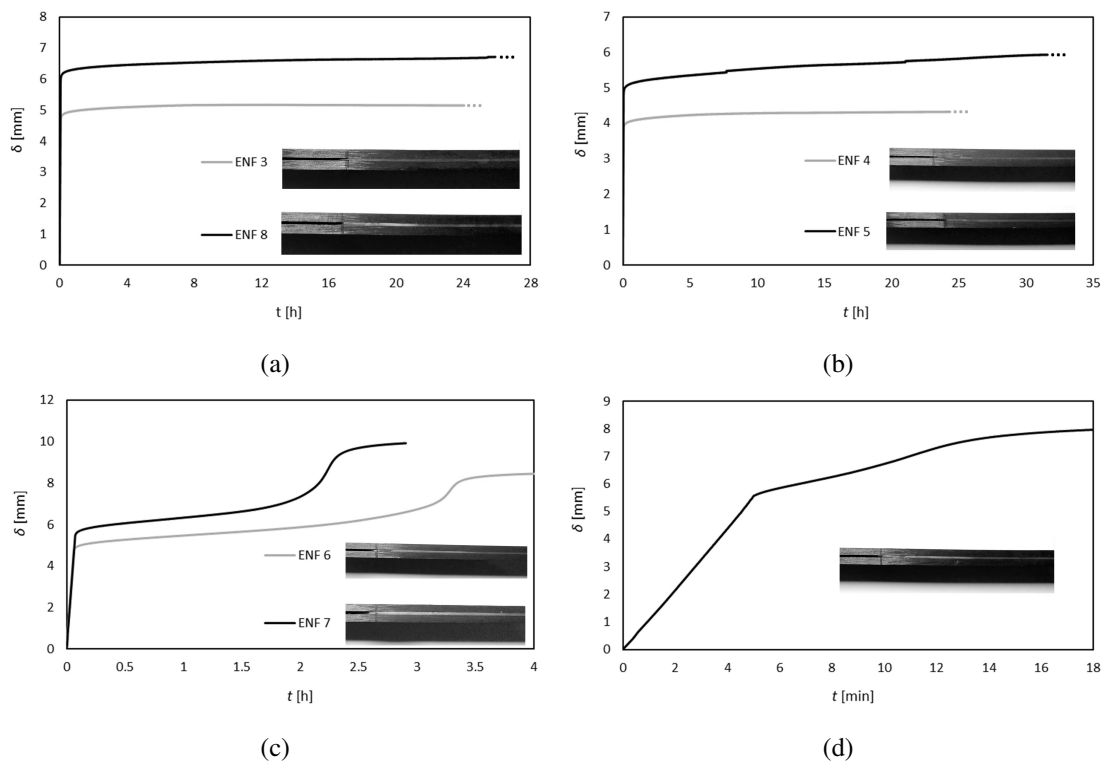 8
7
6
5
4
3
2
1
0
δ [mm]
ENF 3
ENF 8
0 4 8 12 16 20 24 28
t [h]
(a)
7
6
5
4
3
2
1
0
δ [mm]
ENF 4
ENF 5
0 5 10 15 20 25 30 35
t [h]
(b)
12
10
8
6
4
2
0
δ [mm]
ENF 6
ENF 7
0 0.5 1 1.5 2 2.5 3 3.5 4
t [h]
(c)
9
8
7
6
5
4
3
2
1
0
δ [mm]
0 2 4 6 8 10 12 14 16 18
t [min]
(d)